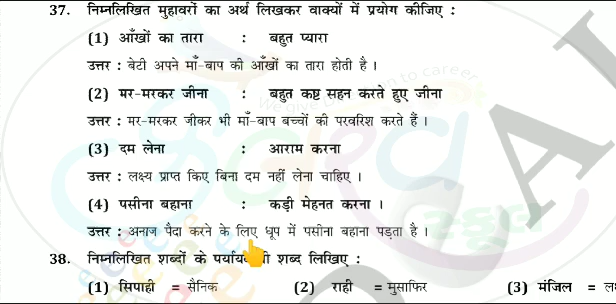 37. निम्नलिखित मुहावरों का अर्थ लिखकर वाक्यों में प्रयोग कीजिए :
(1) आँखों का तारा : बहुत प्यारा
उत्तर : बेटी अपने माँ-बाप की आँखों का तारा होती है ।
(2) मर-मरकर जीना : बहुत कष्ट सहन करते हुए जीना
उत्तर : मर-मरकर जीकर भी माँ-बाप बच्चों की परवरिश करते हैं ।
(3) दम लेना : आराम करना
उत्तर : लक्ष्य प्राप्त किए बिना दम नहीं लेना चाहिए ।
(4) पसीना बहाना : कड़ी मेहनत करना ।
उत्तर : अनाज पैदा करने के लिए धूप में पसीना बहाना पड़ता है ।
38. निम्नलिखित शब्दों के शब्द लिखिए :
(1) सिपाही = सैनिक (2) राही = मुसाफिर (3) मंजिल =